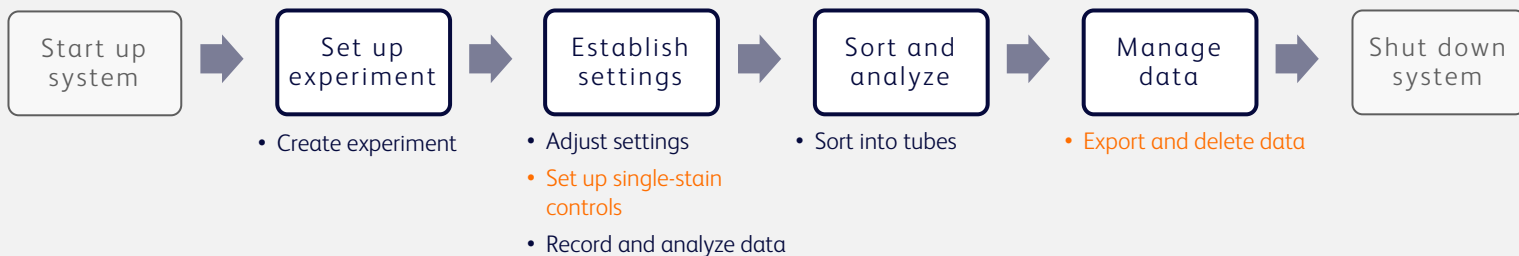 Start up
system
Set up
experiment
Establish
settings
Sort and
analyze
Manage
data
Shut down
system
• Create experiment
• Adjust settings
• Set up single-stain
controls
• Record and analyze data
• Sort into tubes
• Export and delete data